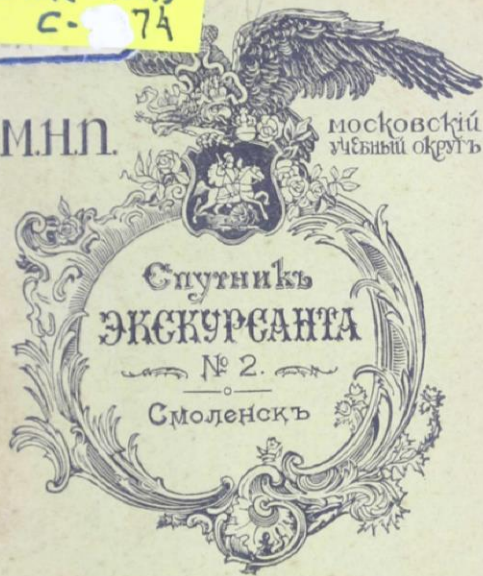 М.Н.П.
московскій
учебный округъ
Спутникъ
ЭКСКУРСАНТА
№ 2.
Смоленскъ